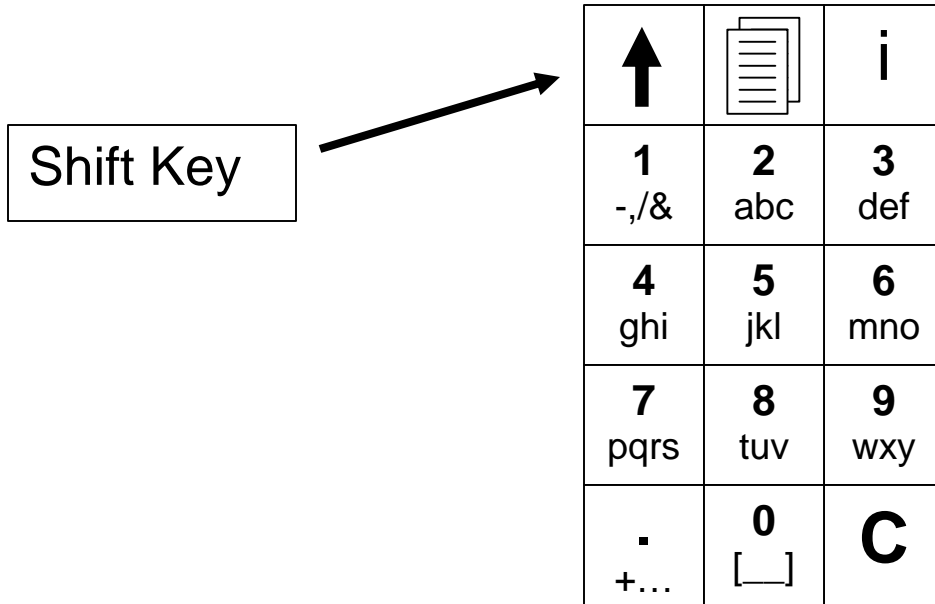 i
Shift Key
1 2 3
-,/& abc def
4 5 6
ghi jkl mno
7 8 9
pqrs tuv wxy
. 0 C
+... [__]